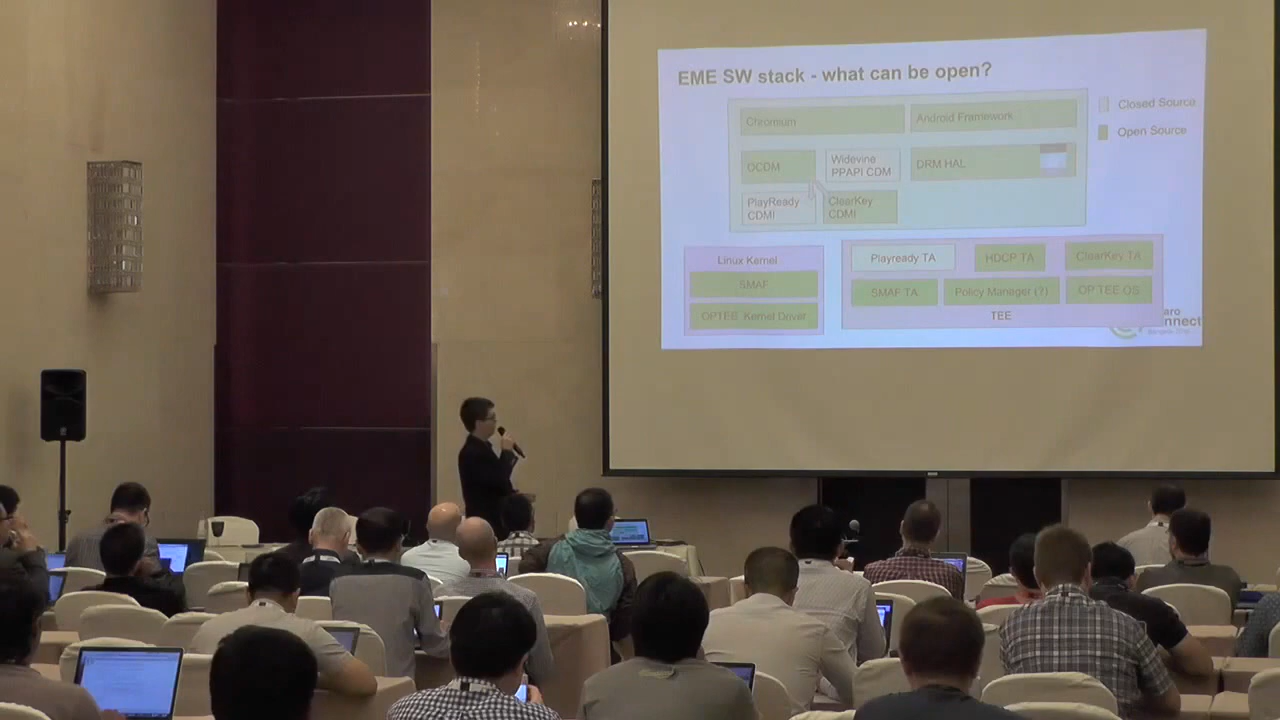 EME SW stack - what can be open?
Closed Source
Open Source
Chromium
Android Framework
OCDM
Widevine
PPAPI CDM
DRM HAL
PlayReady
CDMI
ClearKey
CDMI
Linux Kernel
SMAF
OPTEE Kernel Driver
Playready TA
HDCP TA
ClearKey TA
SMAF TA
Policy Manager (?)
OP TEE OS
TEE
aro
onnect